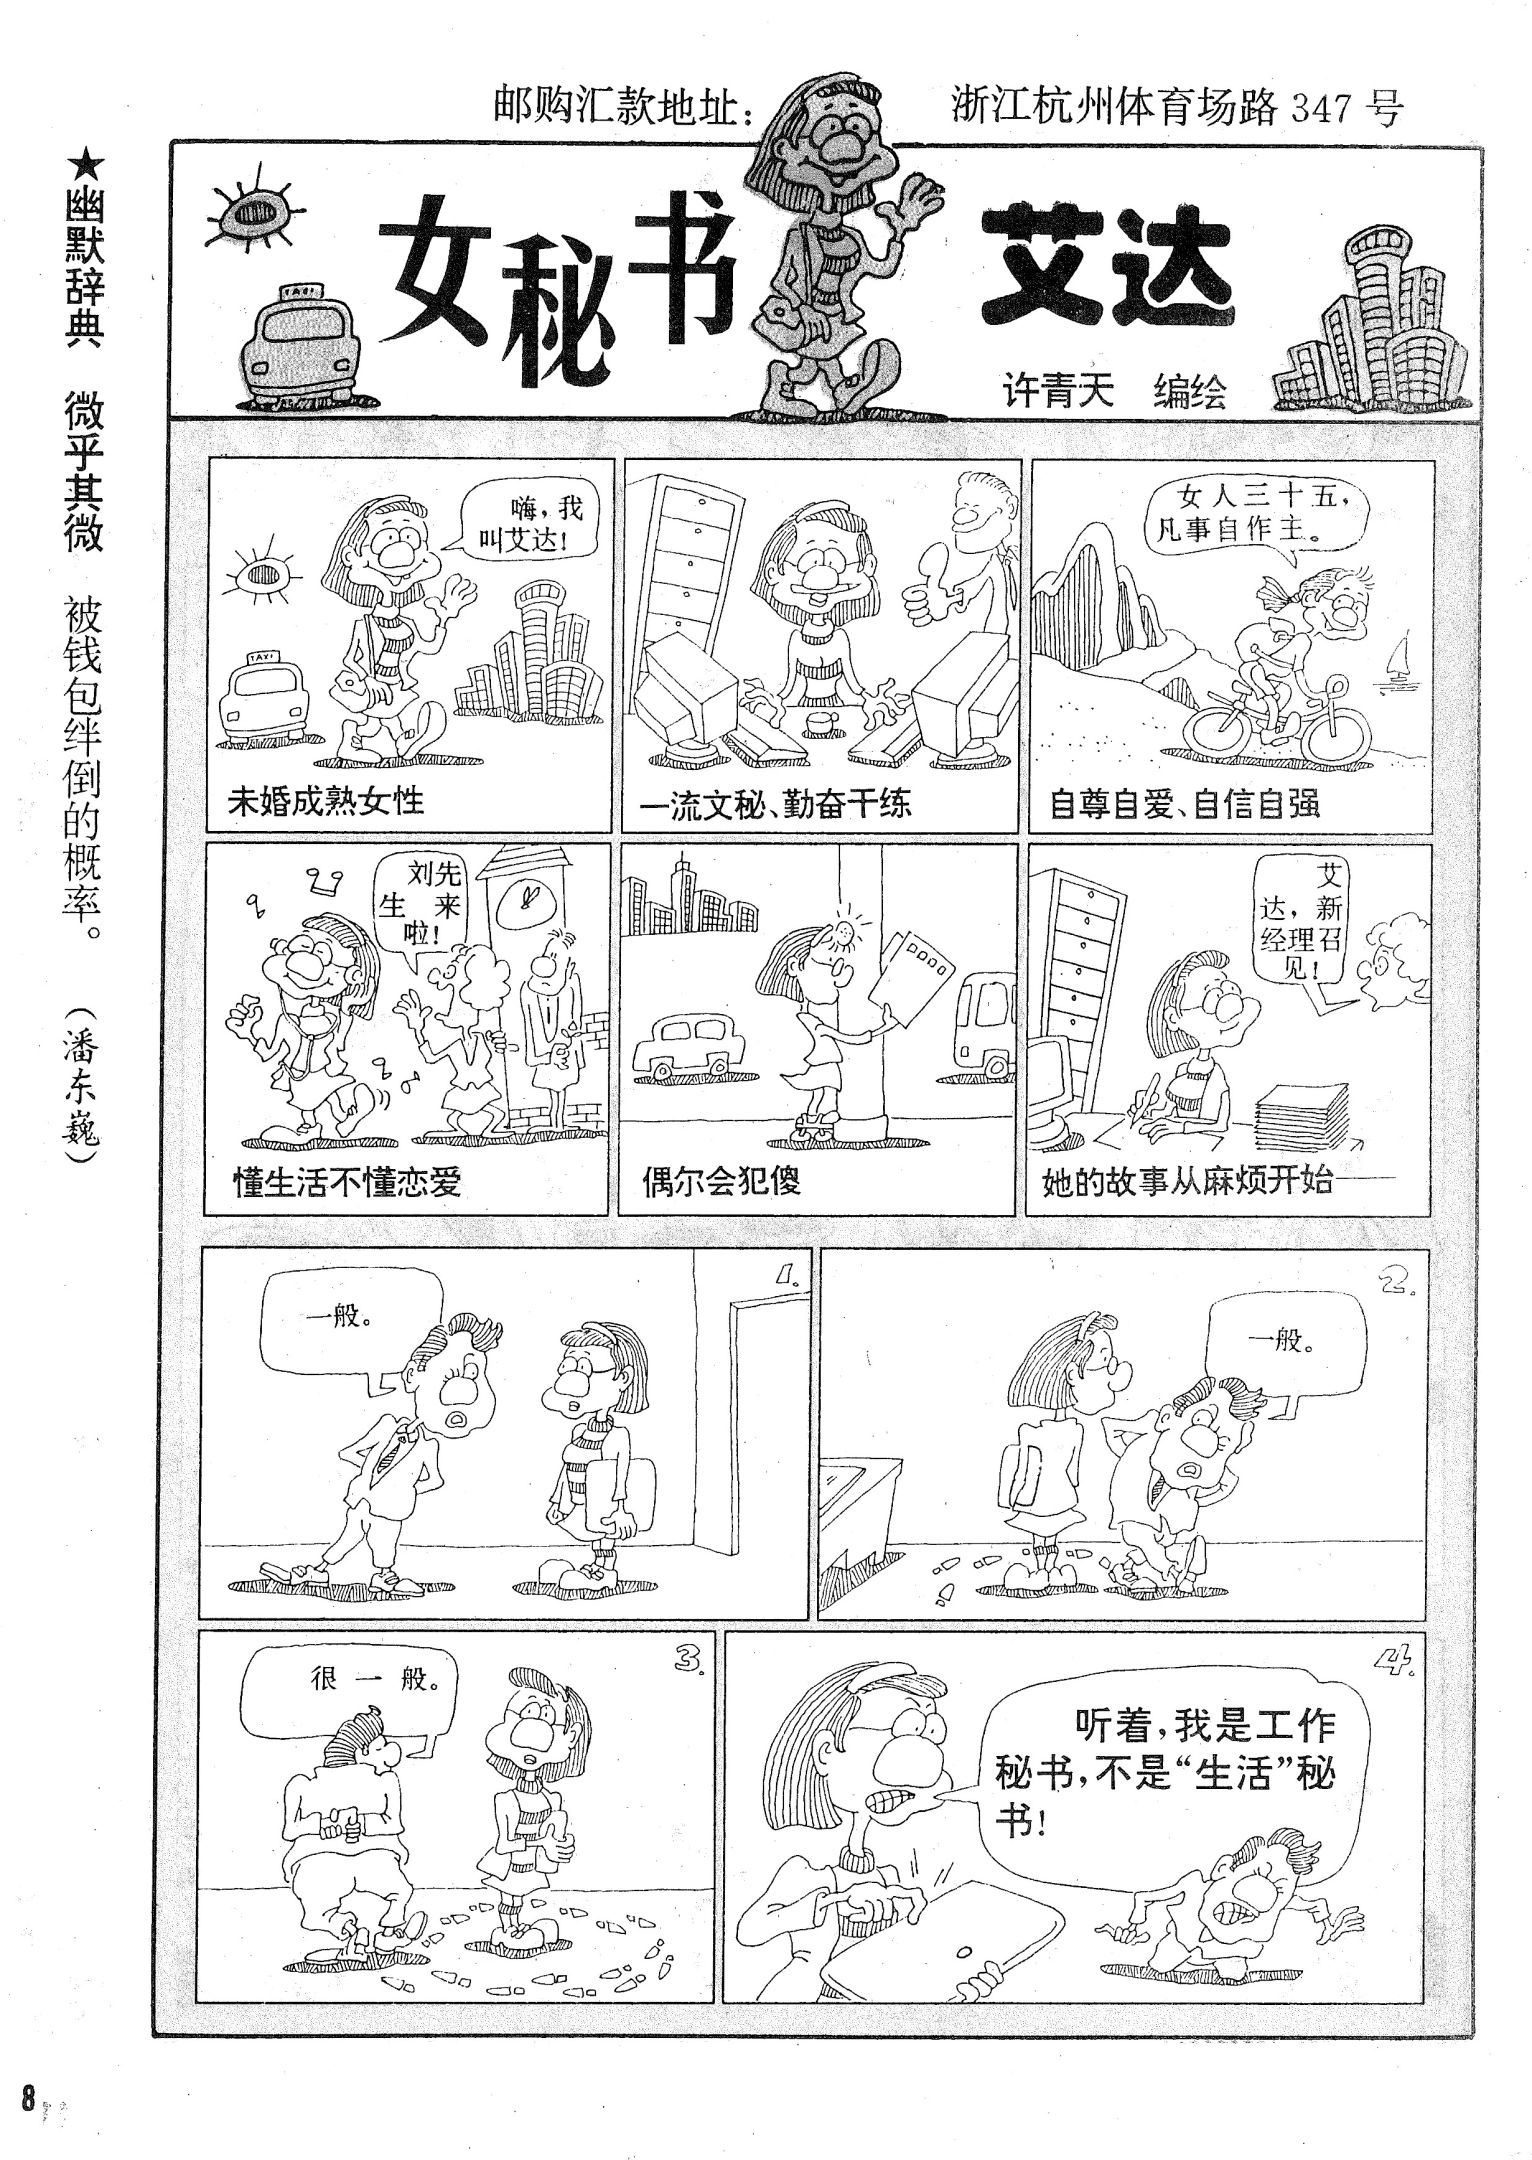 邮购汇款地址：
浙江杭州体育场路347号
★幽默辞典 微乎其微 被钱包绊倒的概率。（潘东巍）
女秘书
艾达
许青天 编绘
TAXI
嗨，我
叫艾达！
TAXI
未婚成熟女性
一流文秘、勤奋干练
女人三十五，
凡事自作主。
自尊自爱、自信自强
刘先
生来
啦！
懂生活不懂恋爱
偶尔会犯傻
艾
达，新
经理召
见！
她的故事从麻烦开始——
1.
一般。
2.
一般。
3.
很一般。
4.
听着，我是工作
秘书，不是“生活”秘
书！
8